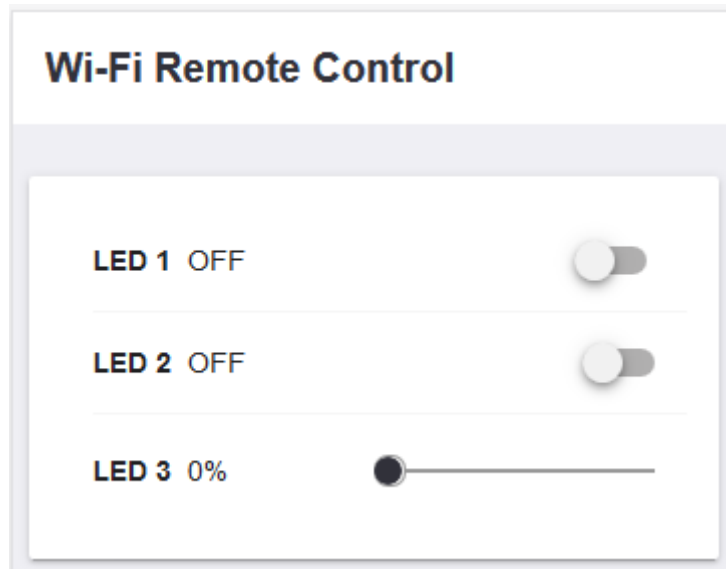 Wi-Fi Remote Control
LED 1 OFF
LED 2 OFF
LED 3 0%